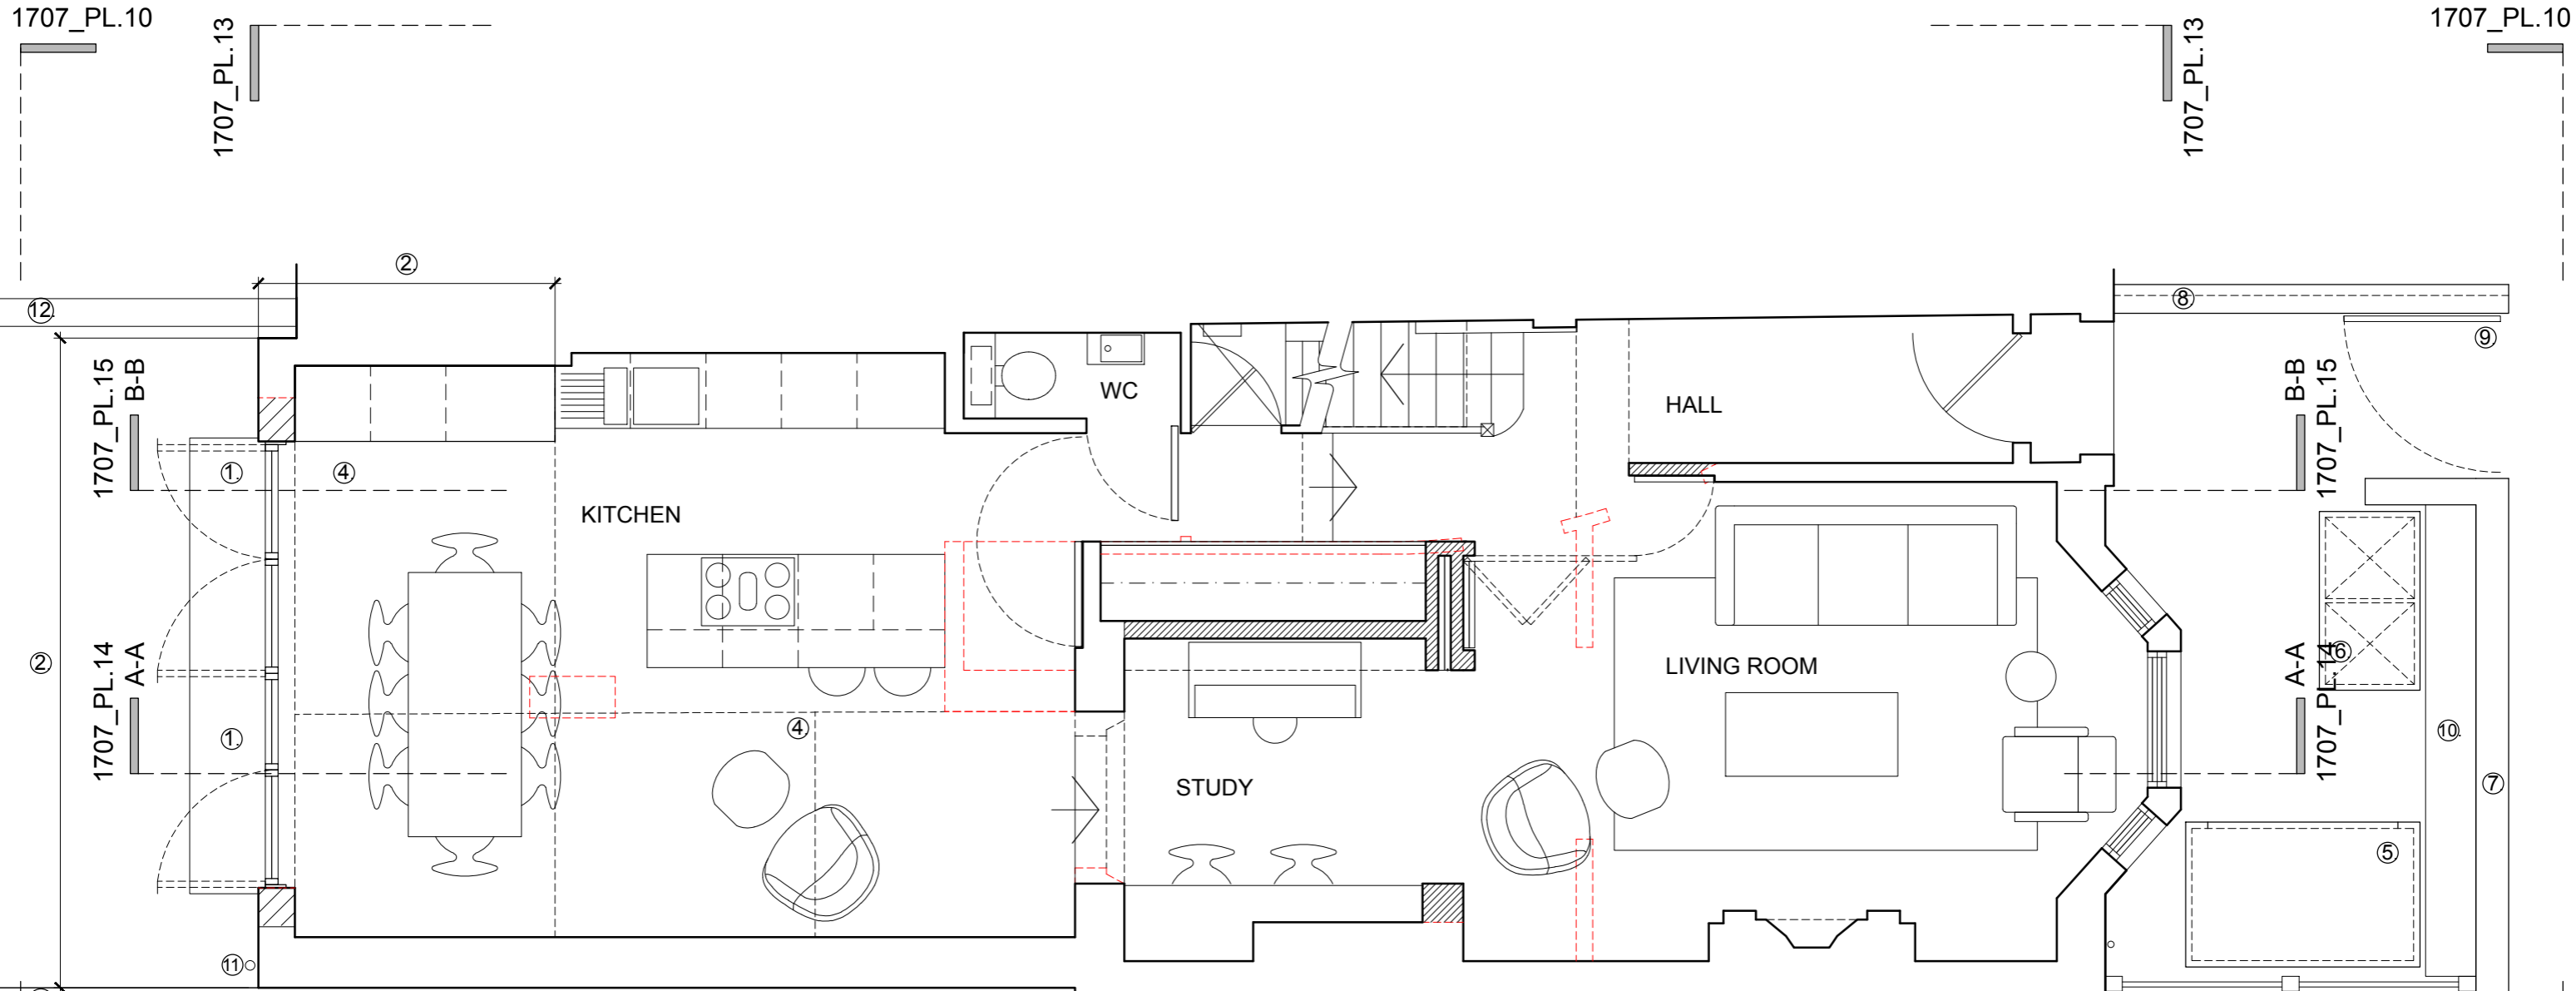 1707_PL.10
1707_PL.13
1707_PL.13
1707_PL.10
2.
12.
8.
9.
1707_PL.15
B-B
WC
HALL
B-B
1707_PL.15
1.
4.
KITCHEN
2.
1707_PL.14
A-A
LIVING ROOM
A-A
1707_PL.14
6.
1.
4.
STUDY
10.
7.
5.
11.